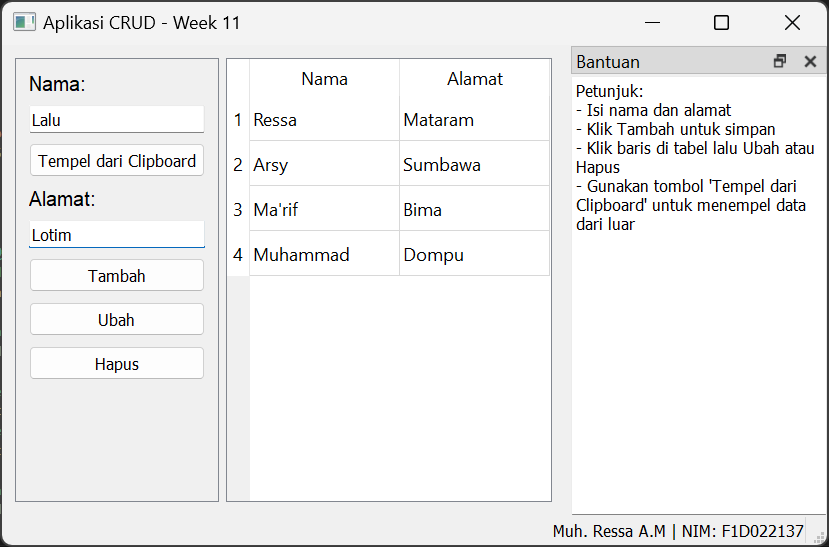 Aplikasi CRUD - Week 11
Nama:
Lalu
Tempel dari Clipboard
Alamat:
Lotim
Tambah
Ubah
Hapus
Nama Alamat
1 Ressa Mataram
2 Arsy Sumbawa
3 Ma'rif Bima
4 Muhammad Dompu
Bantuan
Petunjuk:
- Isi nama dan alamat
- Klik Tambah untuk simpan
- Klik baris di tabel lalu Ubah atau
Hapus
- Gunakan tombol 'Tempel dari
Clipboard' untuk menempel data
dari luar
Muh. Ressa A.M | NIM: F1D022137